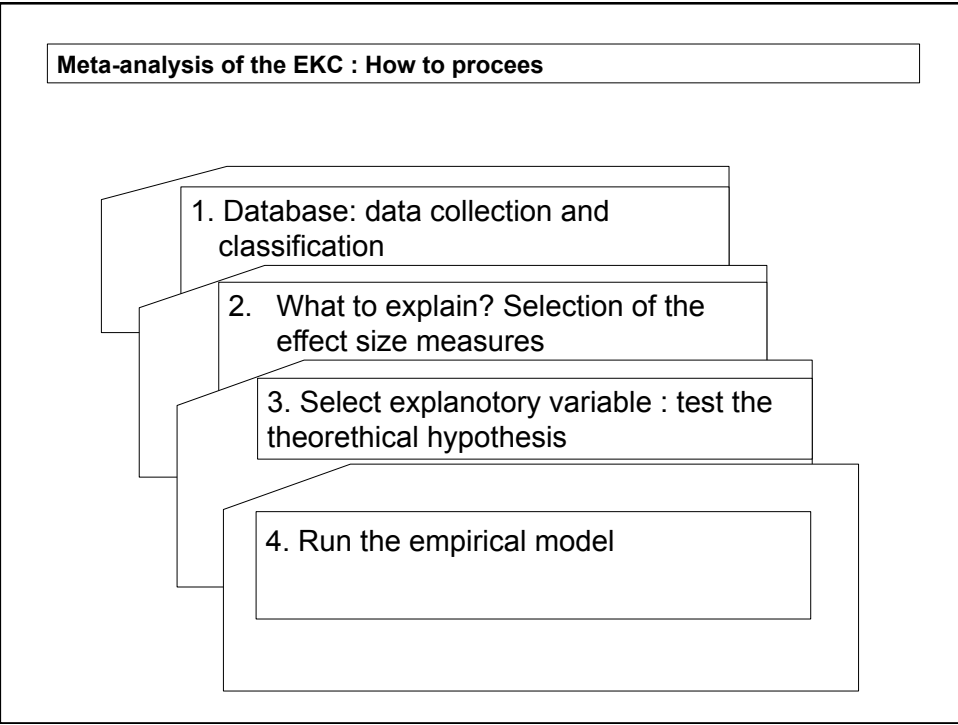 Meta-analysis of the EKC : How to procees
1. Database: data collection and
classification
2. What to explain? Selection of the
effect size measures
3. Select explanotory variable : test the
theorethical hypothesis
4. Run the empirical model